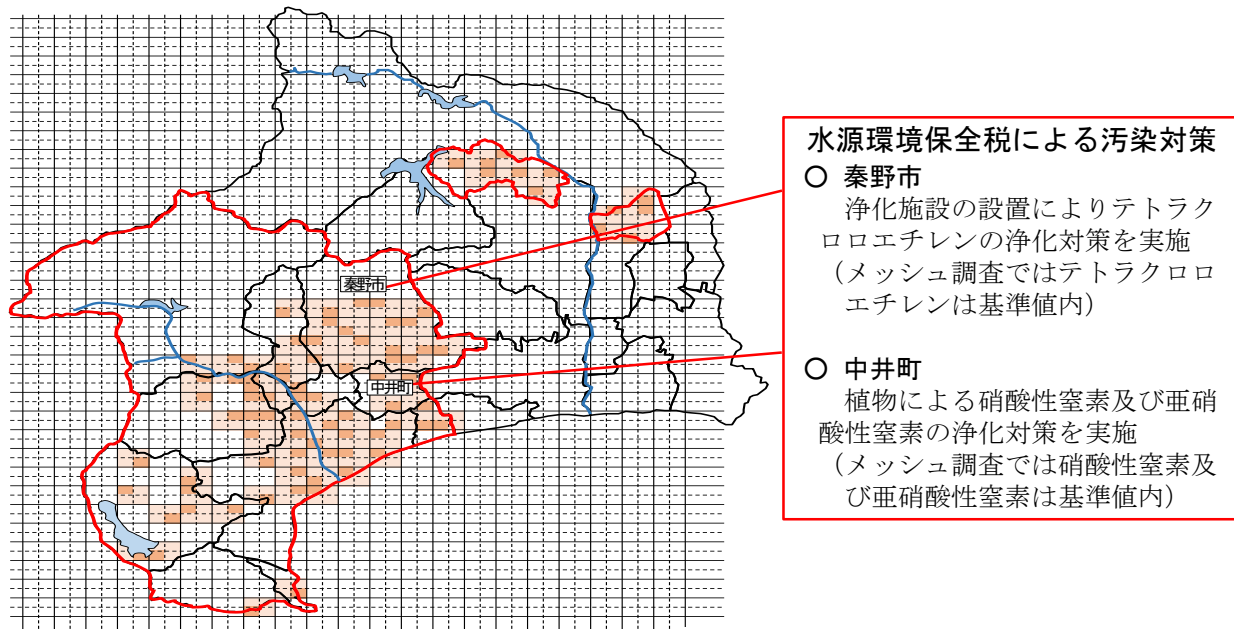 水源環境保全税による汚染対策
○ 秦野市
浄化施設の設置によりテトラク
ロロエチレンの浄化対策を実施
(メッシュ調査ではテトラクロロ
エチレンは基準値内)
○ 中井町
植物による硝酸性窒素及び亜硝
酸性窒素の浄化対策を実施
(メッシュ調査では硝酸性窒素及
び亜硝酸性窒素は基準値内)
秦野市
中井町